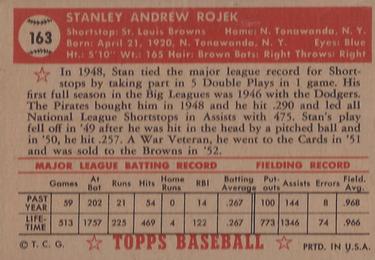 163
STANLEY ANDREW ROJEK
Shortstop: St. Louis Browns Home: N. Tonawanda, N. Y.
Born: April 21, 1920, N. Tonawanda, N. Y. Eyes: Blue
Ht.: 5'10" Wt.: 165 Hair: Brown Bats: Right Throws: Right
☆ In 1948, Stan tied the major league record for Short-
stops by taking part in 5 Double Plays in 1 game. His
first full season in the Big Leagues was 1946 with the Dodgers.
The Pirates bought him in 1948 and he hit .290 and led all
National League Shortstops in Assists with 475. Stan's play
fell off in '49 after he was hit in the head by a pitched ball and
in '50, he hit .257. A War Veteran, he went to the Cards in '51
and was sold to the Browns in '52.
MAJOR LEAGUE BATTING RECORD FIELDING RECORD
Games At Bat Runs Hits Home Runs RBI Batting Average Put-outs Assists Errors Field. Avg.
PAST YEAR 59 202 21 54 0 14 .267 100 144 8 .968
LIFE-TIME 513 1757 225 469 4 122 .267 773 1346 74 .966
© T. C. G. ☆ TOPPS BASEBALL ☆ PRTD. IN U.S.A.